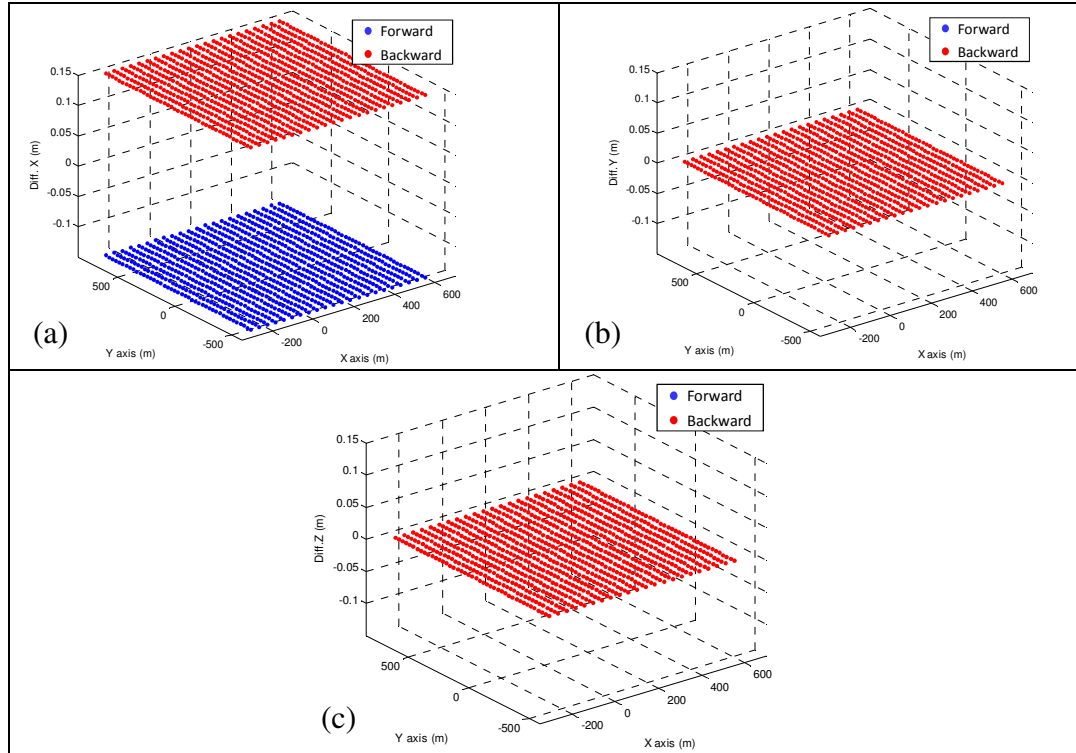 Forward
Backward
0.15
0.1
0.05
0
-0.05
-0.1
Diff. X (m)
500
0
-500
Y axis (m)
-200
0
200
400
600
X axis (m)
(a)
Forward
Backward
0.15
0.1
0.05
0
-0.05
-0.1
Diff.Y (m)
500
0
-500
Y axis (m)
-200
0
200
400
600
X axis (m)
(b)
Forward
Backward
0.15
0.1
0.05
0
-0.05
-0.1
Diff.Z (m)
500
0
-500
Y axis (m)
-200
0
200
400
600
X axis (m)
(c)